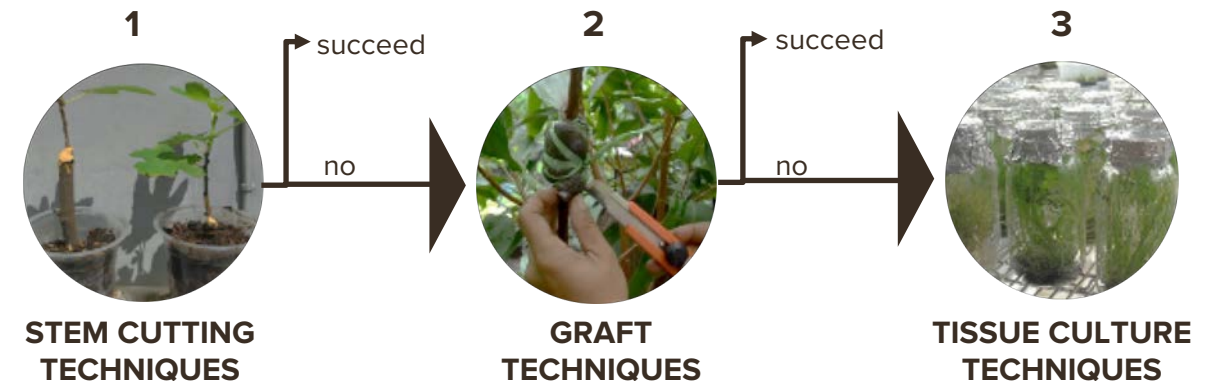 1
succeed
no
STEM CUTTING
TECHNIQUES
2
succeed
no
GRAFT
TECHNIQUES
3
TISSUE CULTURE
TECHNIQUES